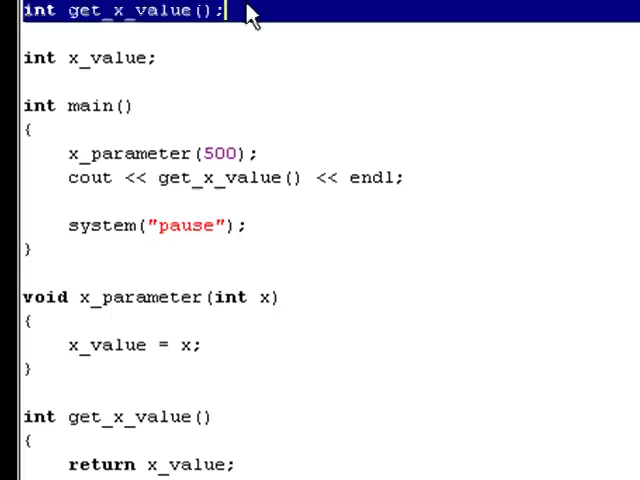 int get_x_value();
int x_value;
int main()
{
x_parameter(500);
cout << get_x_value() << endl;
system("pause");
}
void x_parameter(int x)
{
x_value = x;
}
int get_x_value()
{
return x_value;